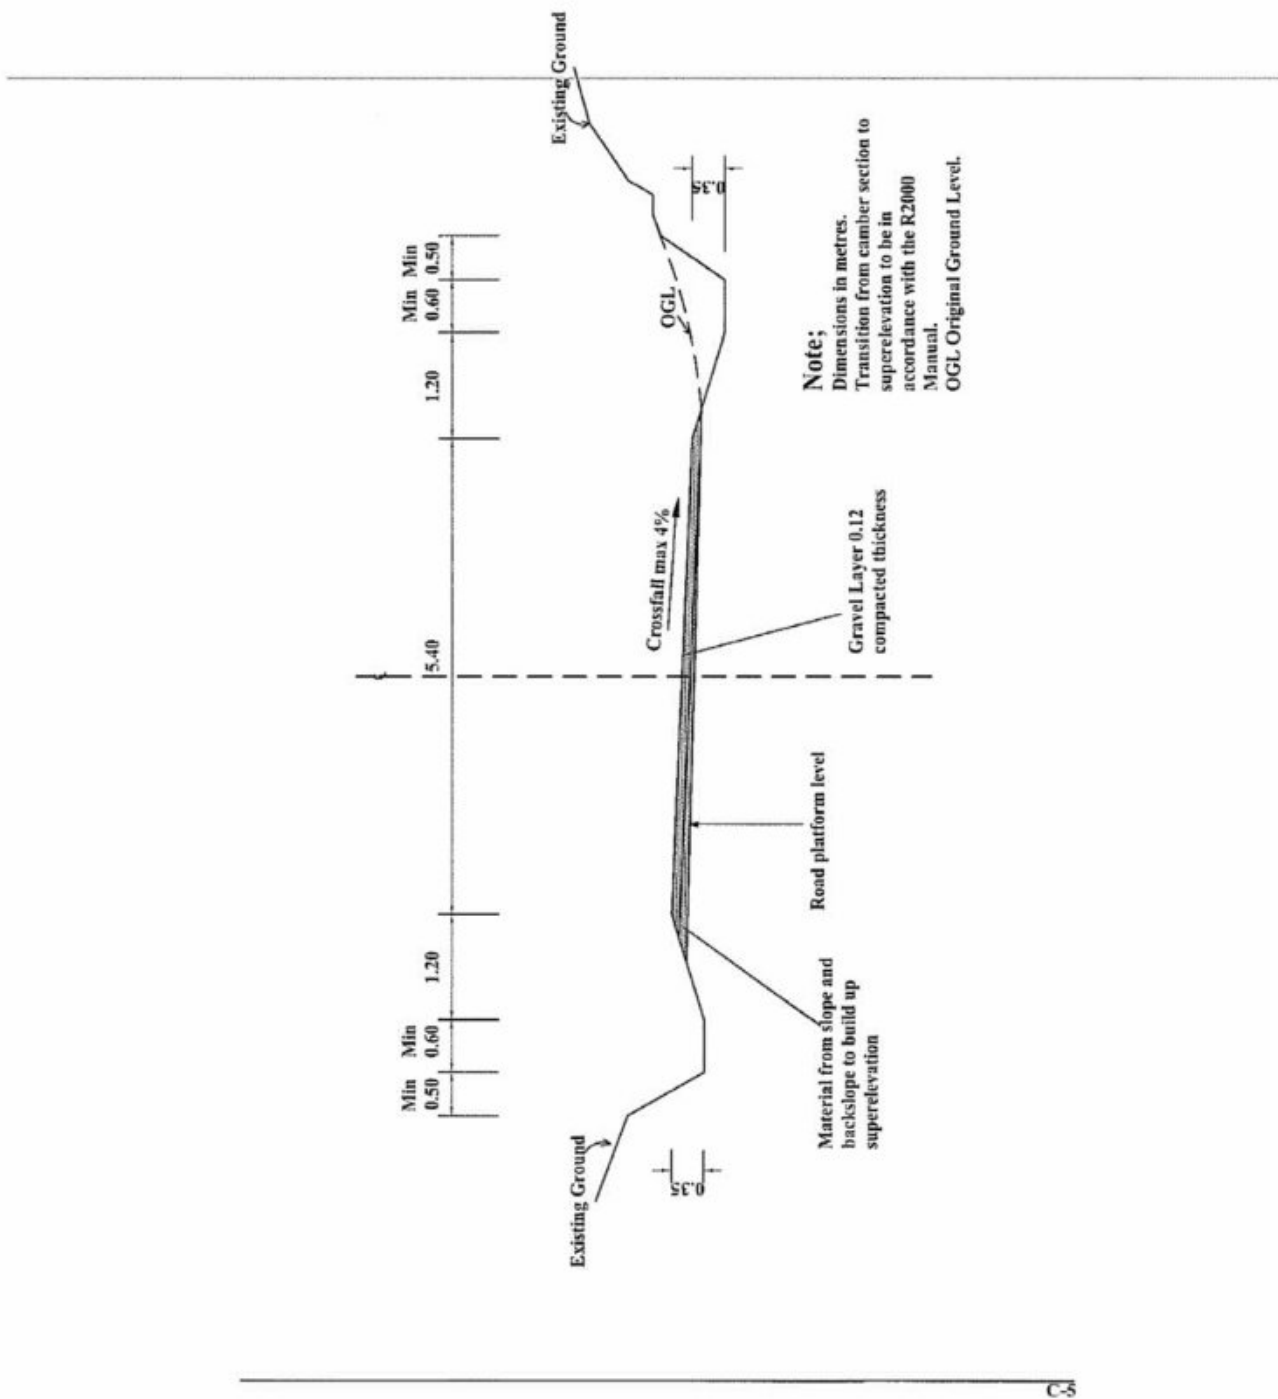 Min
0.50
Min
0.60
1.20
5.40
1.20
Min
0.60
Min
0.50
Existing Ground
Existing Ground
OGL
Crossfall max 4%
0.35
0.35
Material from slope and
backslope to build up
superelevation
Road platform level
Gravel Layer 0.12
compacted thickness
Note;
Dimensions in metres.
Transition from camber section to
superelevation to be in
accordance with the R2000
Manual.
OGL Original Ground Level.
C-5